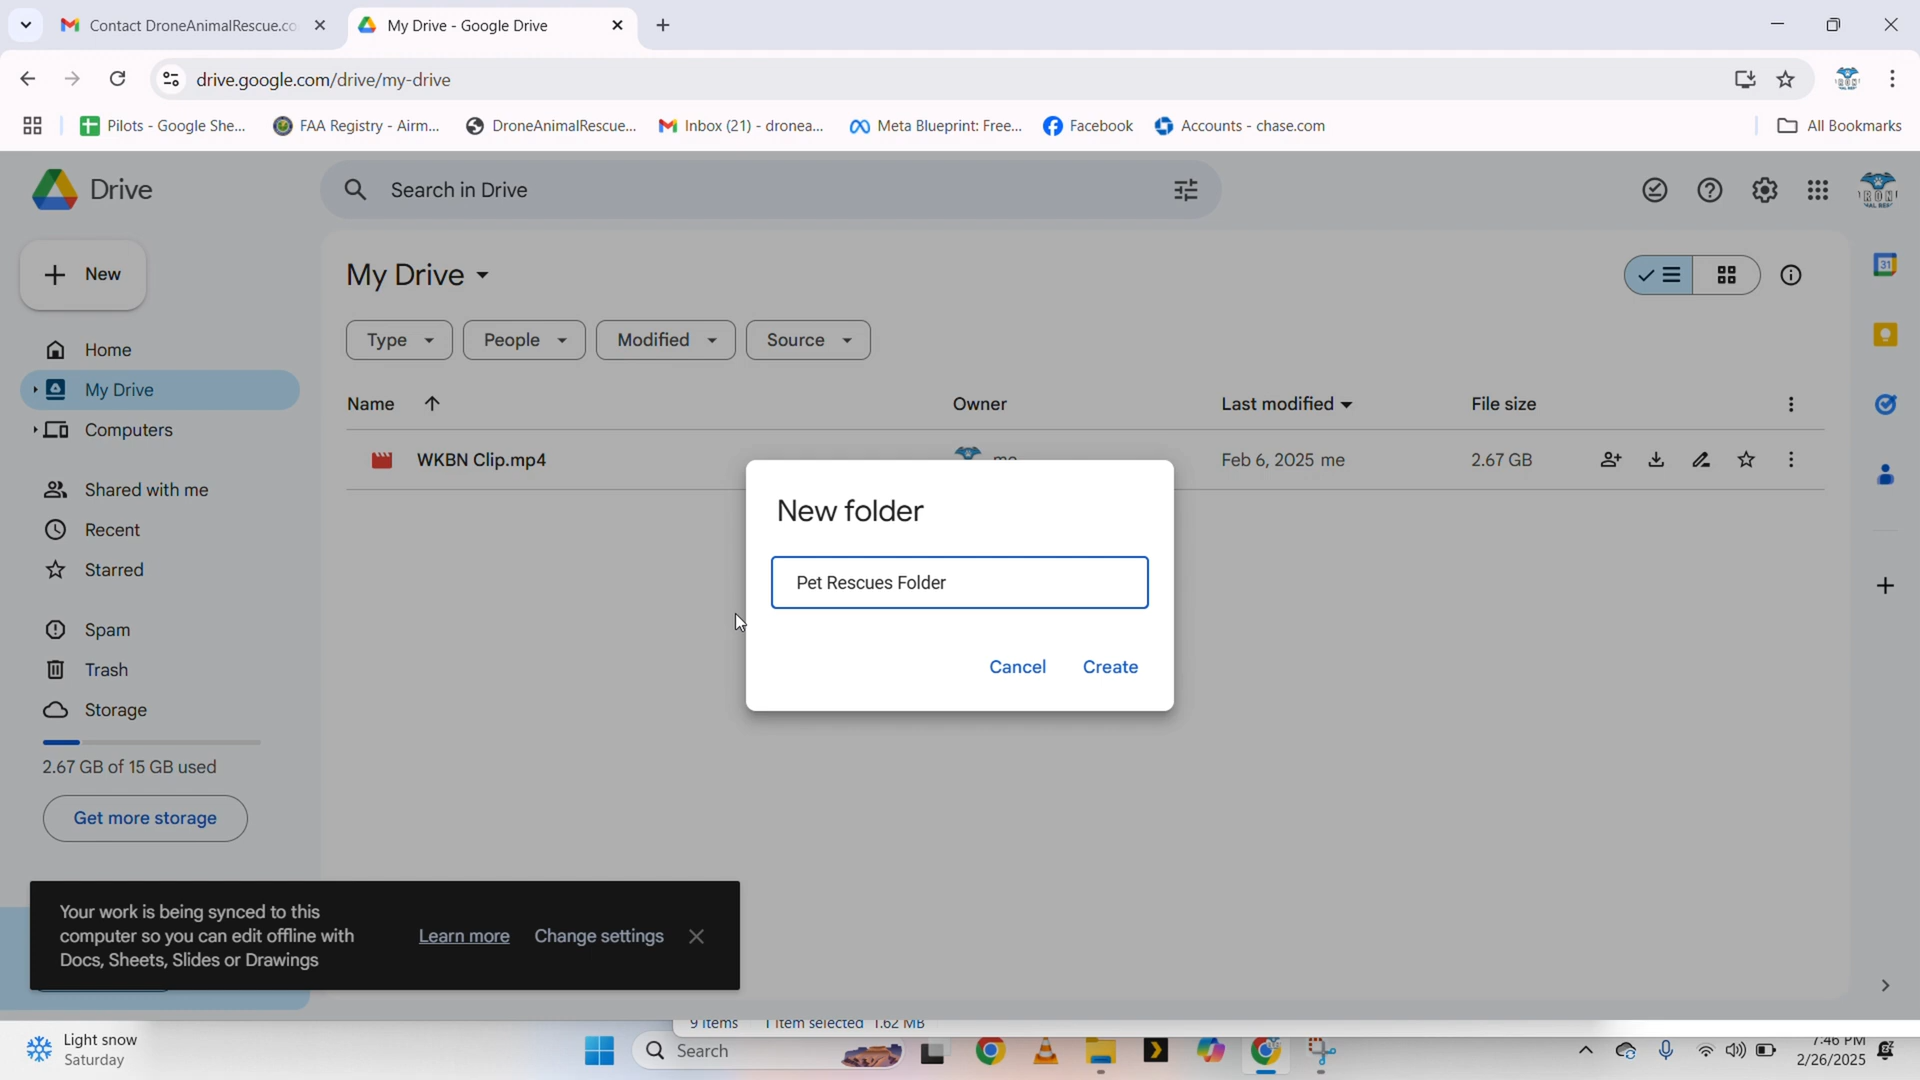 Contact DroneAnimalRescue.co
My Drive - Google Drive
drive.google.com/drive/my-drive
Pilots - Google She...
FAA Registry - Airm...
DroneAnimalRescue...
Inbox (21) - dronea...
Meta Blueprint: Free...
Facebook
Accounts - chase.com
All Bookmarks
Drive
Search in Drive
New
My Drive
Type
People
Modified
Source
Home
My Drive
Computers
Shared with me
Recent
Starred
Spam
Trash
Storage
2.67 GB of 15 GB used
Get more storage
Name
Owner
Last modified
File size
WKBN Clip.mp4
me
Feb 6, 2025 me
2.67 GB
31
New folder
Pet Rescues Folder
Cancel
Create
Your work is being synced to this
computer so you can edit offline with
Docs, Sheets, Slides or Drawings
Learn more
Change settings
9 items
1 item selected
1.62 MB
Light snow
Saturday
Search
7:46 PM
2/26/2025